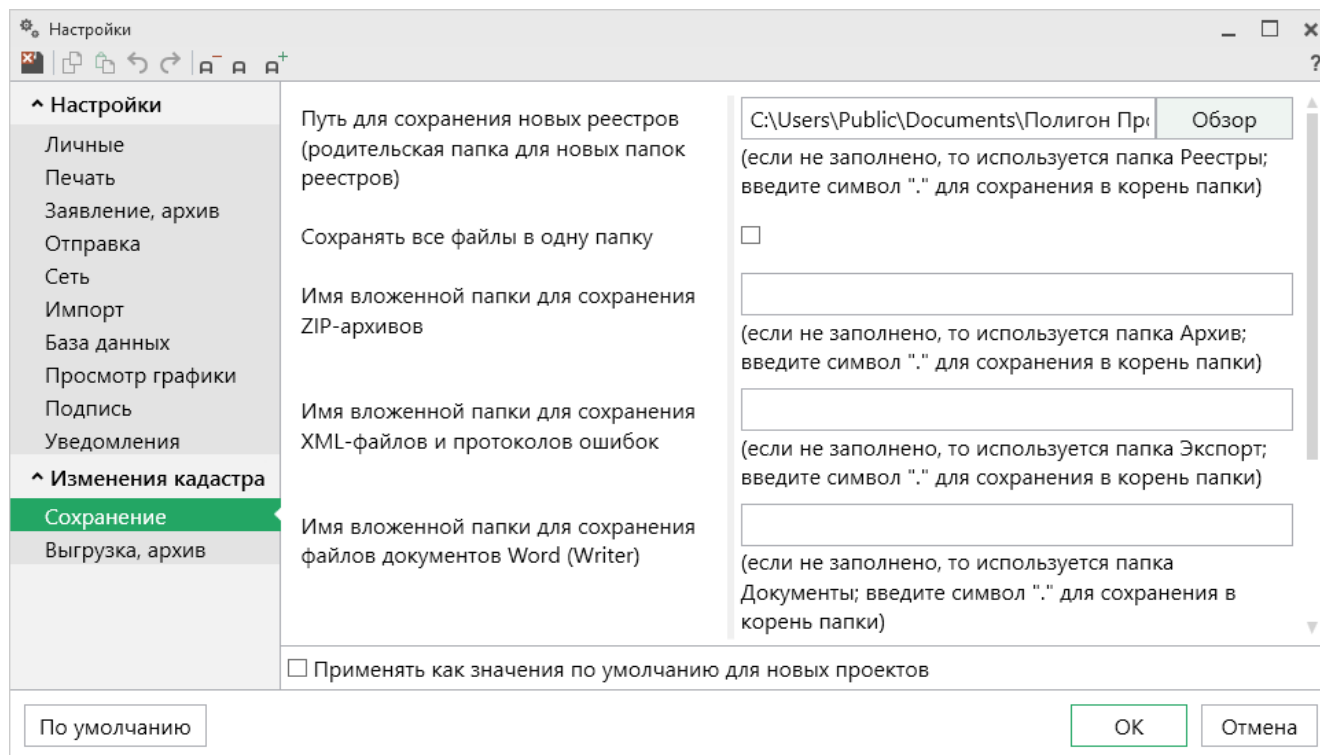 Настройки
?
Настройки
Личные
Печать
Заявление, архив
Отправка
Сеть
Импорт
База данных
Просмотр графики
Подпись
Уведомления
Изменения кадастра
Сохранение
Выгрузка, архив
Путь для сохранения новых реестров
(родительская папка для новых папок
реестров)
C:\Users\Public\Documents\Полигон Про
Обзор
(если не заполнено, то используется папка Реестры;
введите символ "." для сохранения в корень папки)
Сохранять все файлы в одну папку
Имя вложенной папки для сохранения
ZIP-архивов
(если не заполнено, то используется папка Архив;
введите символ "." для сохранения в корень папки)
Имя вложенной папки для сохранения
XML-файлов и протоколов ошибок
(если не заполнено, то используется папка Экспорт;
введите символ "." для сохранения в корень папки)
Имя вложенной папки для сохранения
файлов документов Word (Writer)
(если не заполнено, то используется папка
Документы; введите символ "." для сохранения в
корень папки)
Применять как значения по умолчанию для новых проектов
По умолчанию
ОК
Отмена